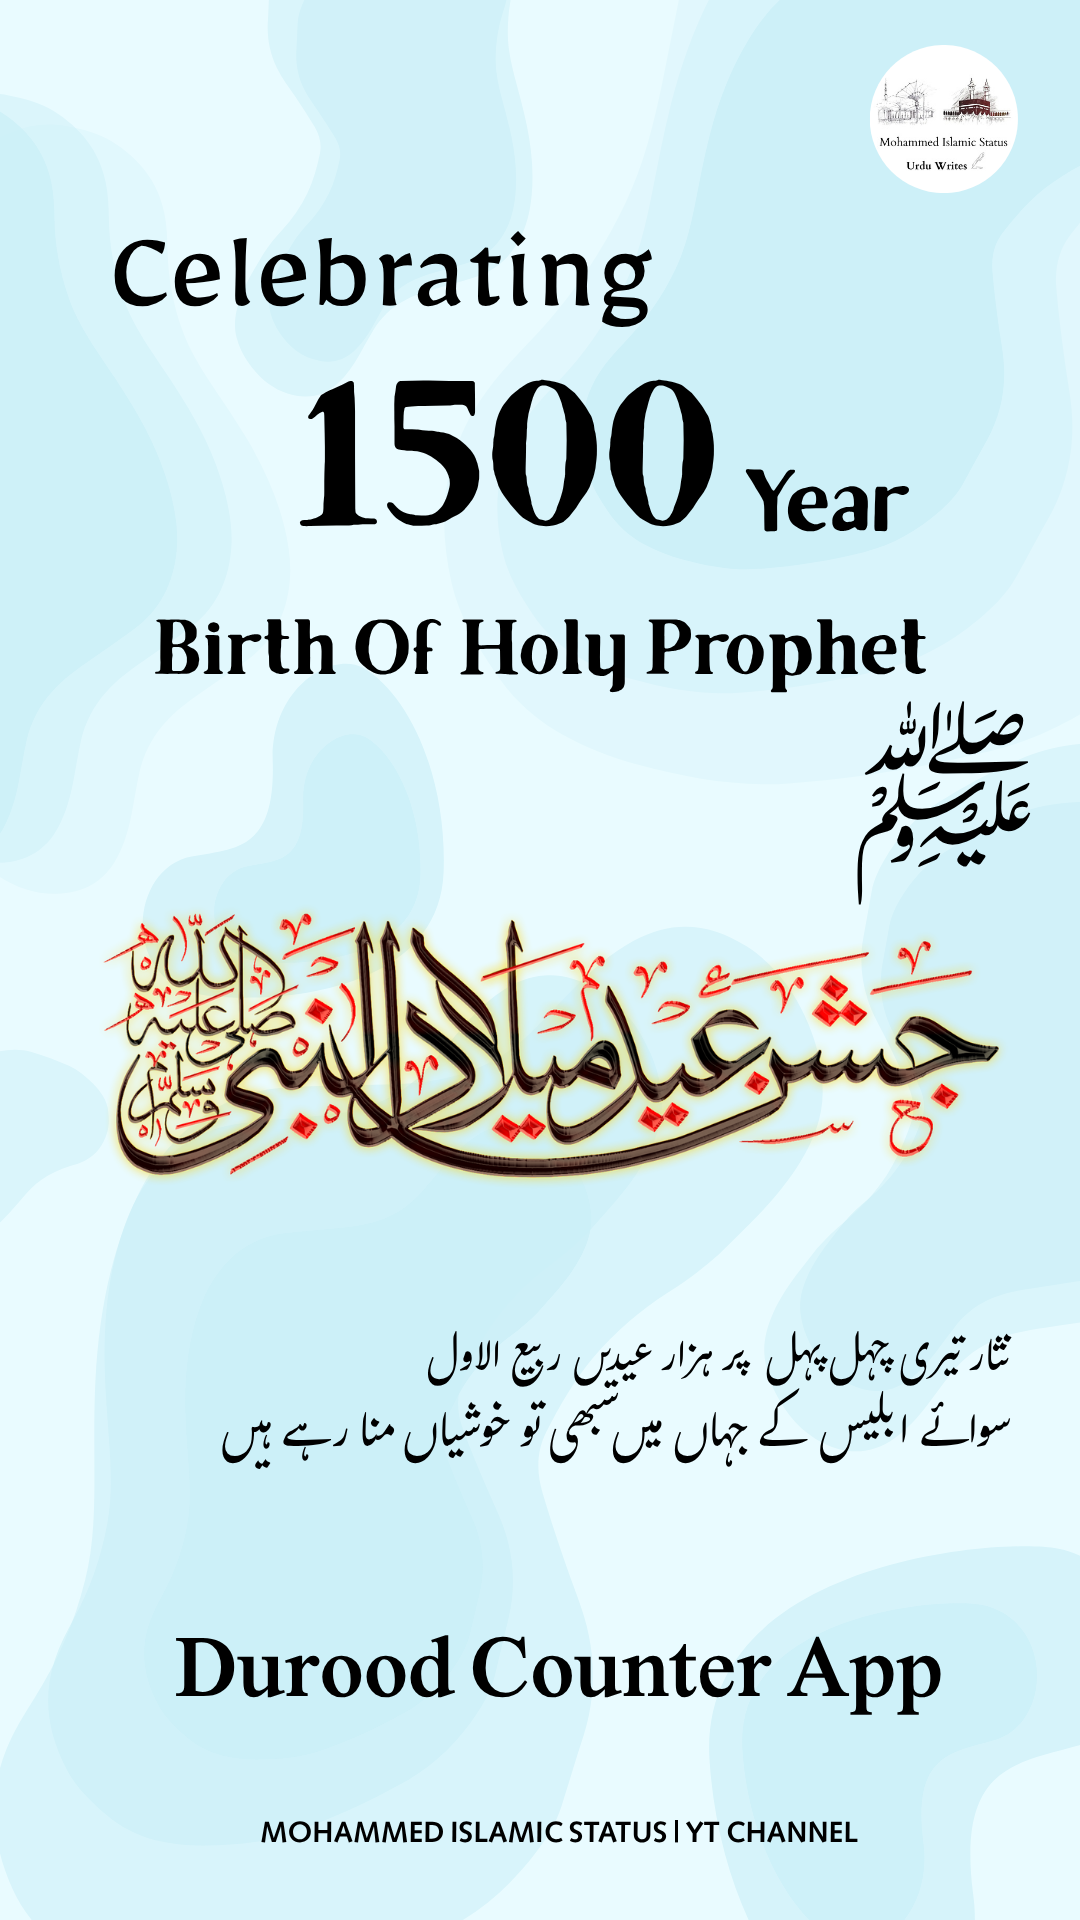 Mohammed Islamic Status
Urdu Writes
Celebrating
1500 Year
Birth Of Holy Prophet
صلی اللہ
علیہ وسلم
جشن عید میلاد النبی صلی اللہ علیہ وسلم
نثار تیری چہل پہل پر ہزار عیدیں ربیع الاول
سوائے ابلیس کے جہاں میں سبھی تو خوشیاں منا رہے ہیں
Durood Counter App
MOHAMMED ISLAMIC STATUS | YT CHANNEL